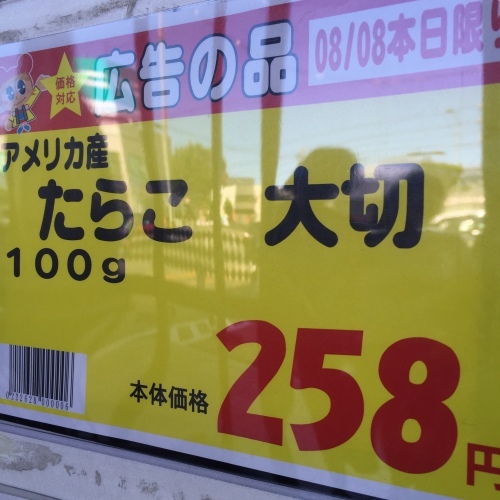 価格
対応
広告の品
08/08本日限り
アメリカ産
たらこ 大切
100g
本体価格
258
円